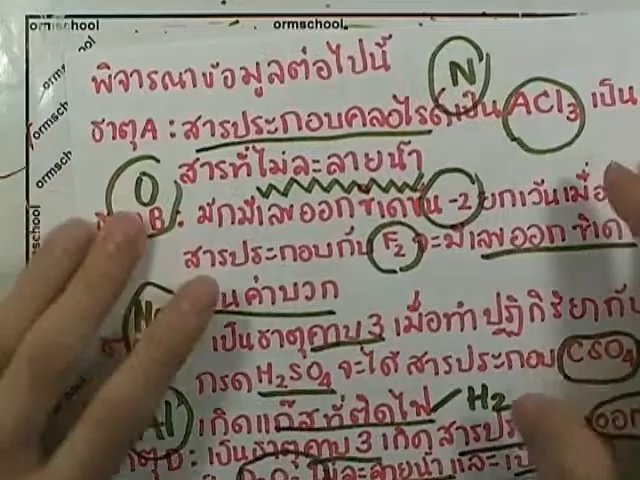 ormschool ormschool
ormschool
พิจารณาข้อมูลต่อไปนี้ N
ormschool
ธาตุA : สารประกอบคลอไรด์เป็น ACl3 เป็น
ormschool
สารที่ไม่ละลายน้ำ
O
B : มักมีเลขออกซิเดชัน -2 ยกเว้นเมื่อ
สารประกอบกับ F2 จะมีเลขออกซิเด
คำบวก
เป็นธาตุคาบ 3 เมื่อทำปฏิกิริยากับ
กรด H2SO4 จะได้ สารประกอบ CSO4
เกิดแก๊สที่ติดไฟ H2
Al
ธาตุD: เป็นธาตุคาบ 3 เกิดสารประ
ไม่ละลายน้ำ และเป็